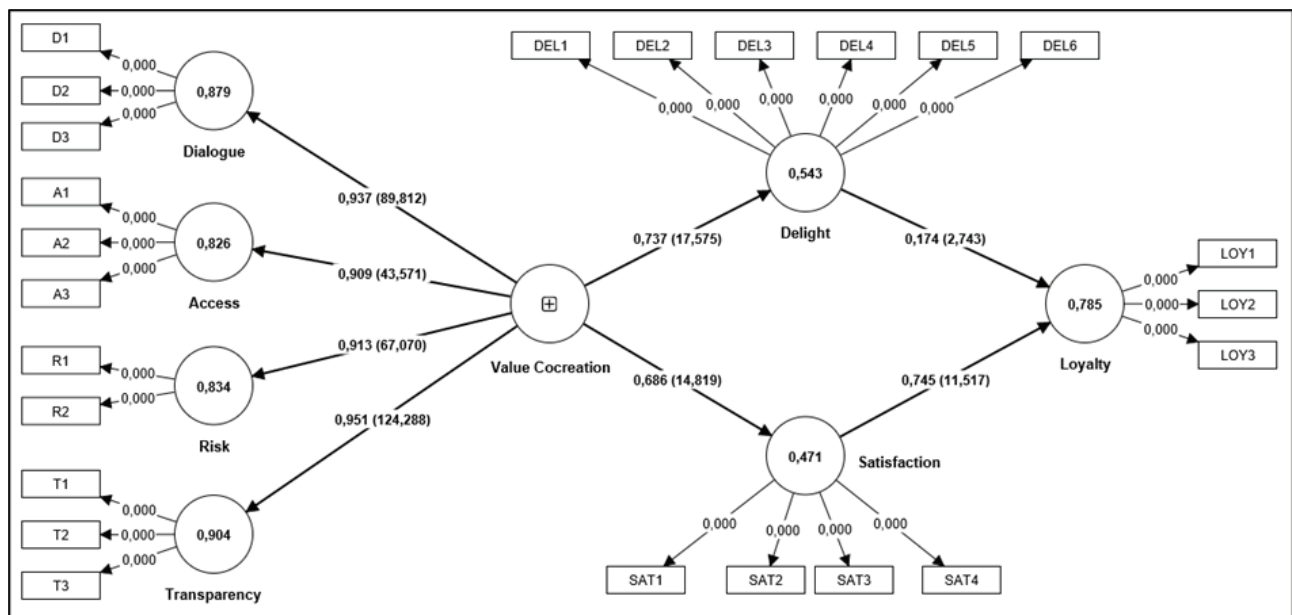 D1
0,000
D2
0,000
D3
0,000
0,879
Dialogue
A1
0,000
A2
0,000
A3
0,000
0,826
Access
R1
0,000
R2
0,000
0,834
Risk
T1
0,000
T2
0,000
T3
0,000
0,904
Transparency
0,937 (89,812)
0,909 (43,571)
0,913 (67,070)
0,951 (124,288)
Value Cocreation
0,737 (17,575)
0,686 (14,819)
DEL1 DEL2 DEL3 DEL4 DEL5 DEL6
0,000 0,000 0,000 0,000 0,000 0,000
0,543
Delight
0,174 (2,743)
0,745 (11,517)
0,471
Satisfaction
0,000 0,000 0,000 0,000
SAT1 SAT2 SAT3 SAT4
0,785
Loyalty
0,000
LOY1
0,000
LOY2
0,000
LOY3